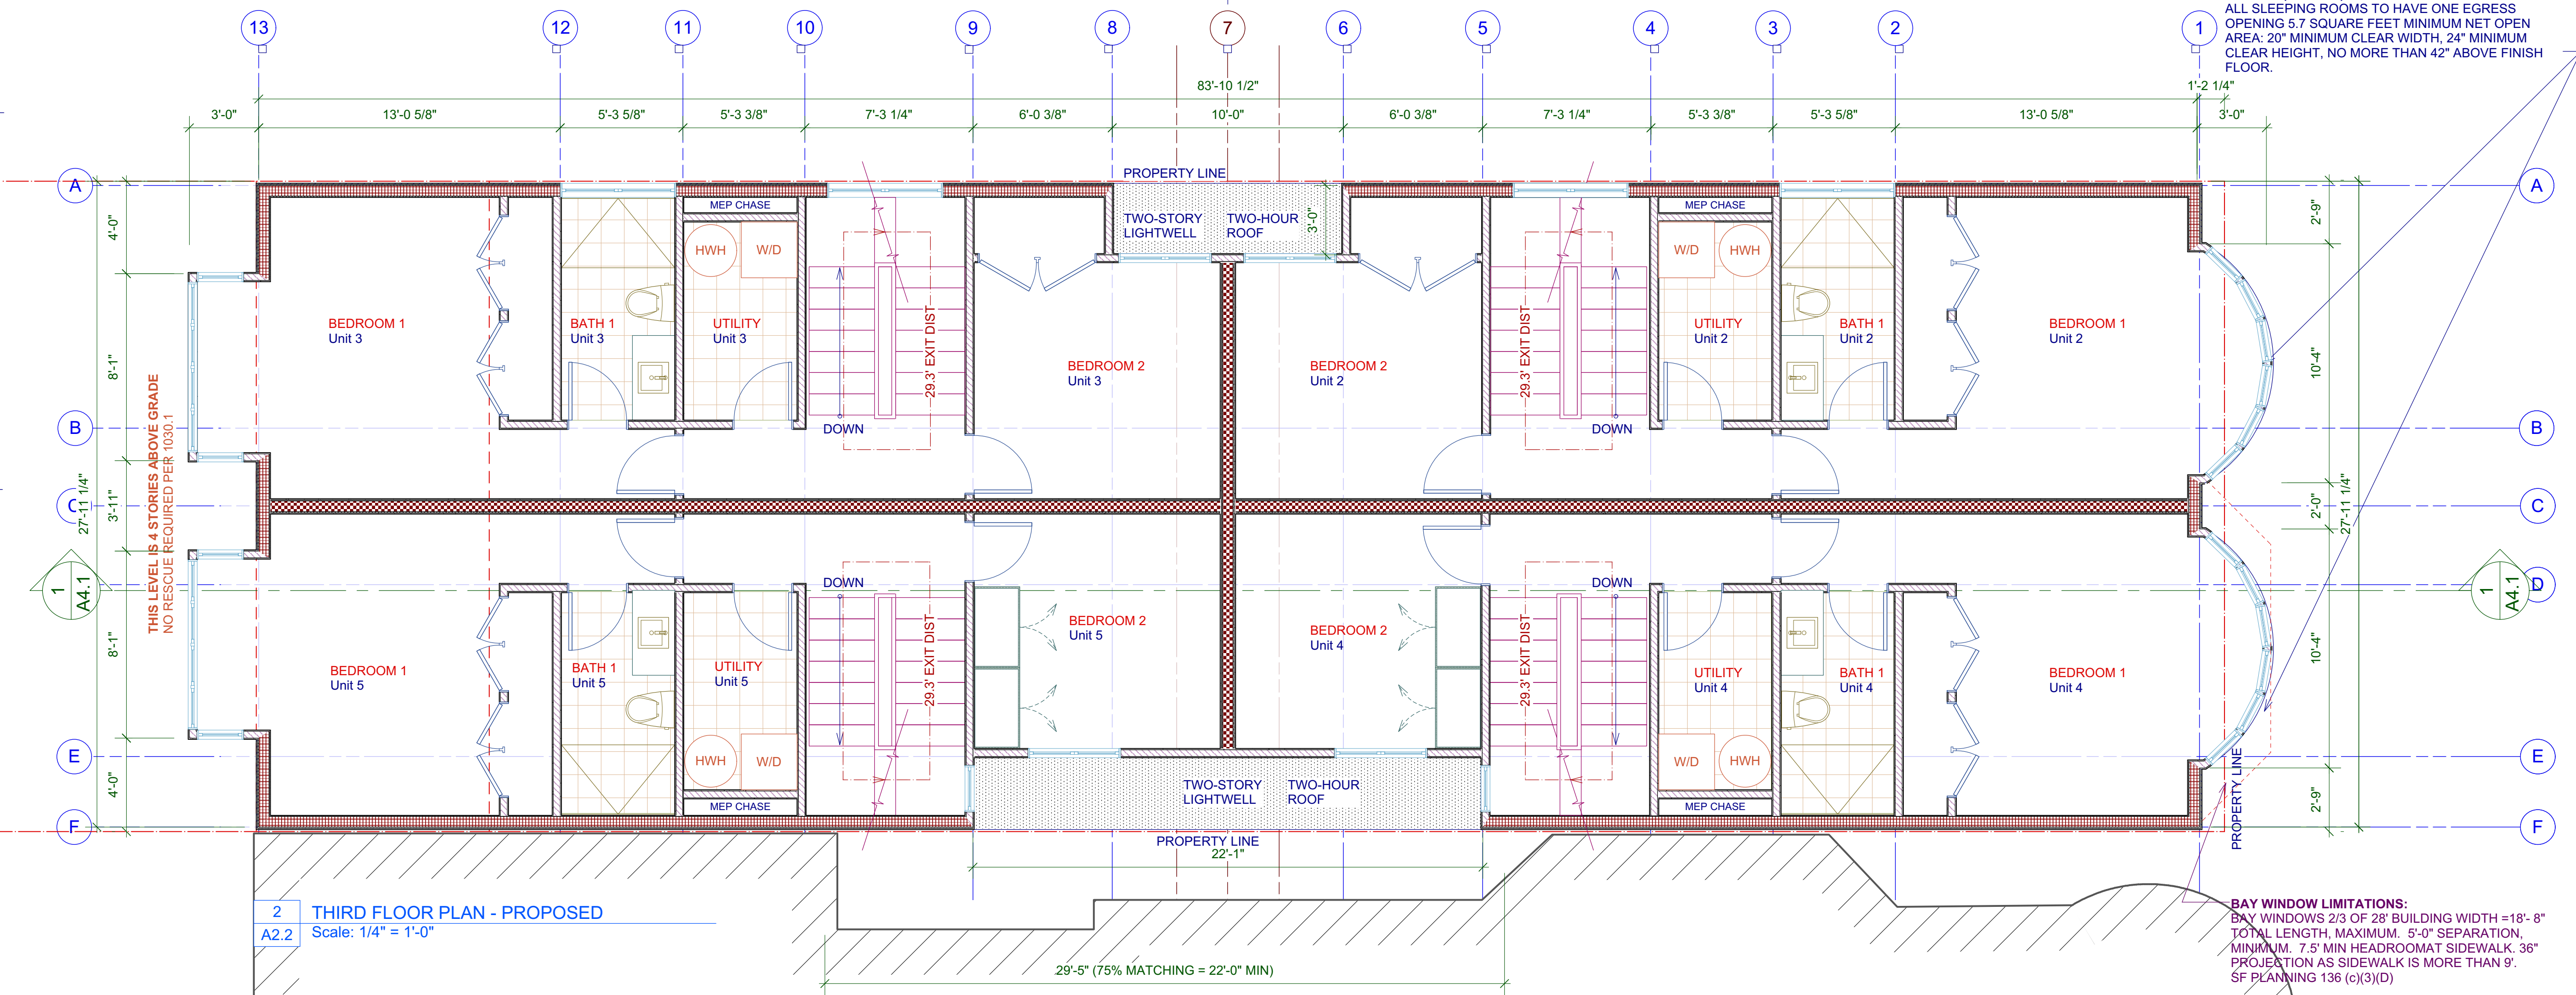 13
12
11
10
9
8
7
6
5
4
3
2
1
ALL SLEEPING ROOMS TO HAVE ONE EGRESS
OPENING 5.7 SQUARE FEET MINIMUM NET OPEN
AREA: 20" MINIMUM CLEAR WIDTH, 24" MINIMUM
CLEAR HEIGHT, NO MORE THAN 42" ABOVE FINISH
FLOOR.
83'-10 1/2"
1'-2 1/4"
3'-0"
13'-0 5/8"
5'-3 5/8"
5'-3 3/8"
7'-3 1/4"
6'-0 3/8"
10'-0"
6'-0 3/8"
7'-3 1/4"
5'-3 3/8"
5'-3 5/8"
13'-0 5/8"
3'-0"
PROPERTY LINE
A
A
4'-0"
MEP CHASE
TWO-STORY
LIGHTWELL
TWO-HOUR
ROOF
3'-0"
MEP CHASE
2'-9"
HWH
W/D
W/D
HWH
BEDROOM 1
Unit 3
BATH 1
Unit 3
UTILITY
Unit 3
29.3' EXIT DIST
BEDROOM 2
Unit 3
BEDROOM 2
Unit 2
29.3' EXIT DIST
UTILITY
Unit 2
BATH 1
Unit 2
BEDROOM 1
Unit 2
8'-1"
10'-4"
B
DOWN
DOWN
B
THIS LEVEL IS 4 STORIES ABOVE GRADE
NO RESCUE REQUIRED PER 1030.1
C
27'-11 1/4"
3'-11"
2'-0"
27'-11 1/4"
C
1
A4.1
DOWN
DOWN
1
A4.1
D
8'-1"
BEDROOM 1
Unit 5
BATH 1
Unit 5
UTILITY
Unit 5
29.3' EXIT DIST
BEDROOM 2
Unit 5
BEDROOM 2
Unit 4
29.3' EXIT DIST
UTILITY
Unit 4
BATH 1
Unit 4
BEDROOM 1
Unit 4
10'-4"
E
HWH
W/D
W/D
HWH
E
4'-0"
MEP CHASE
TWO-STORY
LIGHTWELL
TWO-HOUR
ROOF
MEP CHASE
PROPERTY LINE
2'-9"
F
F
PROPERTY LINE
22'-1"
2
A2.2
THIRD FLOOR PLAN - PROPOSED
Scale: 1/4" = 1'-0"
29'-5" (75% MATCHING = 22'-0" MIN)
BAY WINDOW LIMITATIONS:
BAY WINDOWS 2/3 OF 28' BUILDING WIDTH =18'- 8"
TOTAL LENGTH, MAXIMUM. 5'-0" SEPARATION,
MINIMUM. 7.5' MIN HEADROOMAT SIDEWALK. 36"
PROJECTION AS SIDEWALK IS MORE THAN 9'.
SF PLANNING 136 (c)(3)(D)